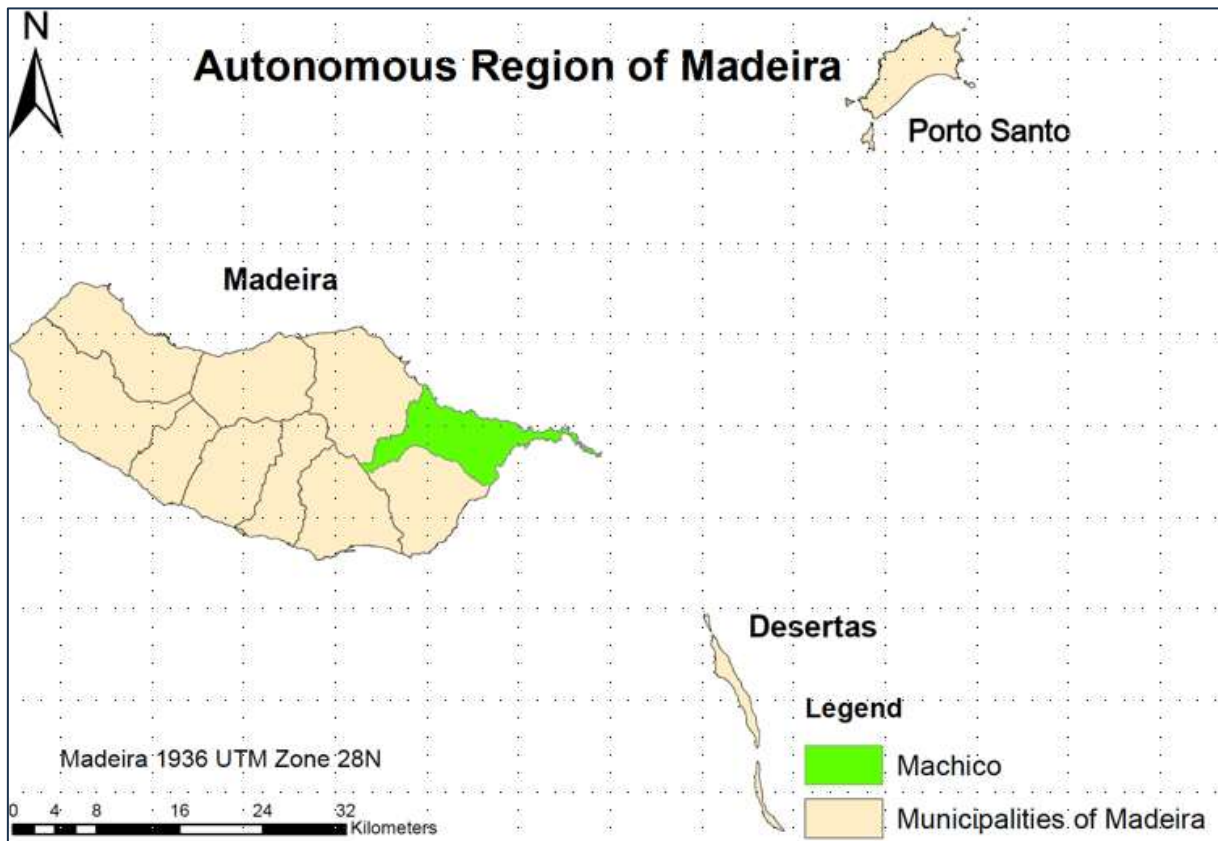 N
Autonomous Region of Madeira
Porto Santo
Madeira
Desertas
Legend
Machico
Municipalities of Madeira
Madeira 1936 UTM Zone 28N
0 4 8 16 24 32
Kilometers